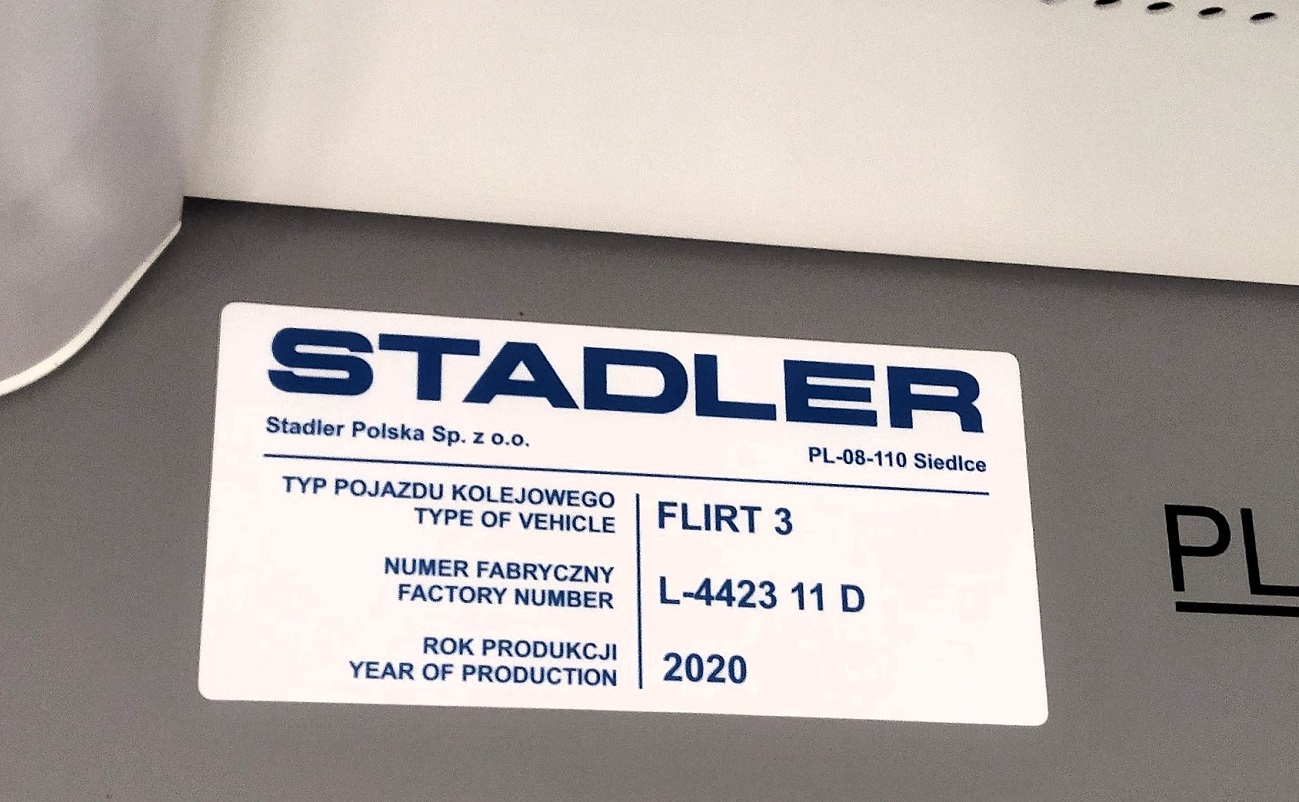 STADLER
Stadler Polska Sp. z o.o.
PL-08-110 Siedlce
TYP POJAZDU KOLEJOWEGO
TYPE OF VEHICLE
FLIRT 3
NUMER FABRYCZNY
FACTORY NUMBER
L-4423 11 D
ROK PRODUKCJI
YEAR OF PRODUCTION
2020
PL